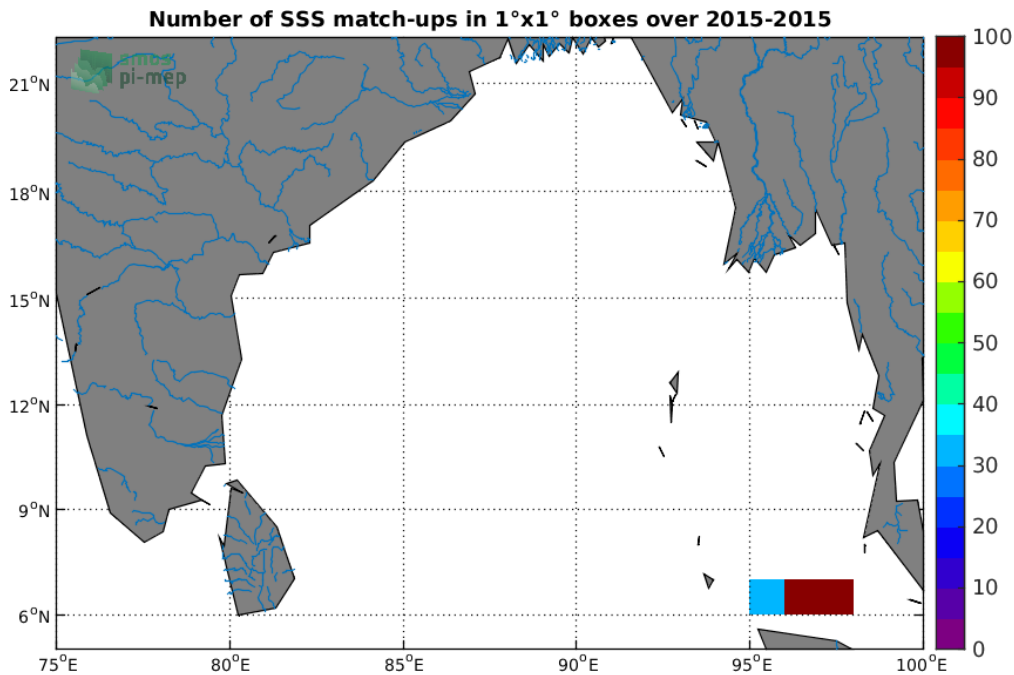 Number of SSS match-ups in 1°x1° boxes over 2015-2015
smos
pi-mep
21°N
18°N
15°N
12°N
9°N
6°N
75°E 80°E 85°E 90°E 95°E 100°E
100
90
80
70
60
50
40
30
20
10
0